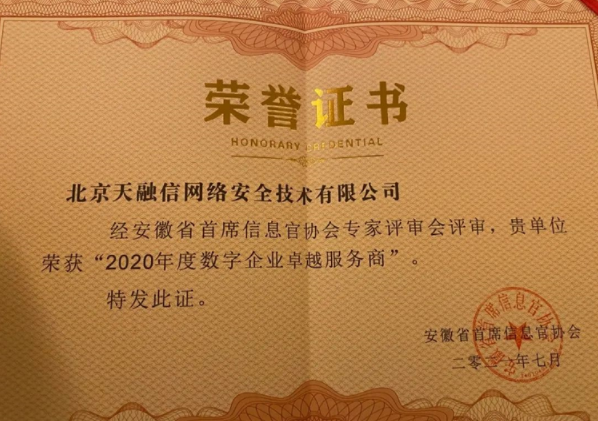 荣誉证书
HONORARY CREDENTIAL
北京天融信网络安全技术有限公司
经安徽省首席信息官协会专家评审会评审，贵单位
荣获“2020年度数字企业卓越服务商”。
特发此证。
安徽省首席信息官协会
二零二 年七月